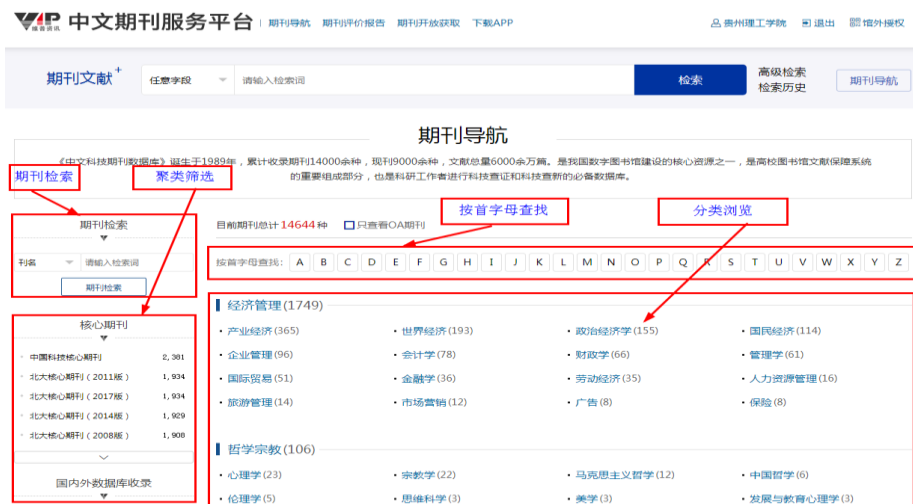 VIP 维普资讯 中文期刊服务平台 期刊导航 期刊评价报告 期刊开放获取 下载APP 贵州理工学院 退出 馆外授权
期刊文献+ 任意字段 请输入检索词 检索 高级检索 期刊导航
检索历史
期刊导航
《中文科技期刊数据库》诞生于1989年，累计收录期刊14000余种，现刊9000余种，文献总量6000余万篇。是我国数字图书馆建设的核心资源之一，是高校图书馆文献保障系统
的重要组成部分，也是科研工作者进行科技查证和科技查新的必备数据库。
期刊检索 聚类筛选
按首字母查找 分类浏览
期刊检索 目前期刊总计14644种 只查看OA期刊
刊名 请输入检索词 按首字母查找： A B C D E F G H I J K L M N O P Q R S T U V W X Y Z
期刊检索
经济管理(1749)
核心期刊
产业经济(365) 世界经济(193) 政治经济学(155) 国民经济(114)
中国科技核心期刊 2,381
企业管理(96) 会计学(78) 财政学(66) 管理学(61)
北大核心期刊（2011版） 1,934
国际贸易(51) 金融学(36) 劳动经济(35) 人力资源管理(16)
北大核心期刊（2017版） 1,934
旅游管理(14) 市场营销(12) 广告(8) 保险(8)
北大核心期刊（2014版） 1,929
北大核心期刊（2008版） 1,908
哲学宗教(106)
心理学(23) 宗教学(22) 马克思主义哲学(12) 中国哲学(6)
国内外数据库收录
伦理学(5) 思维科学(3) 美学(3) 发展与教育心理学(3)